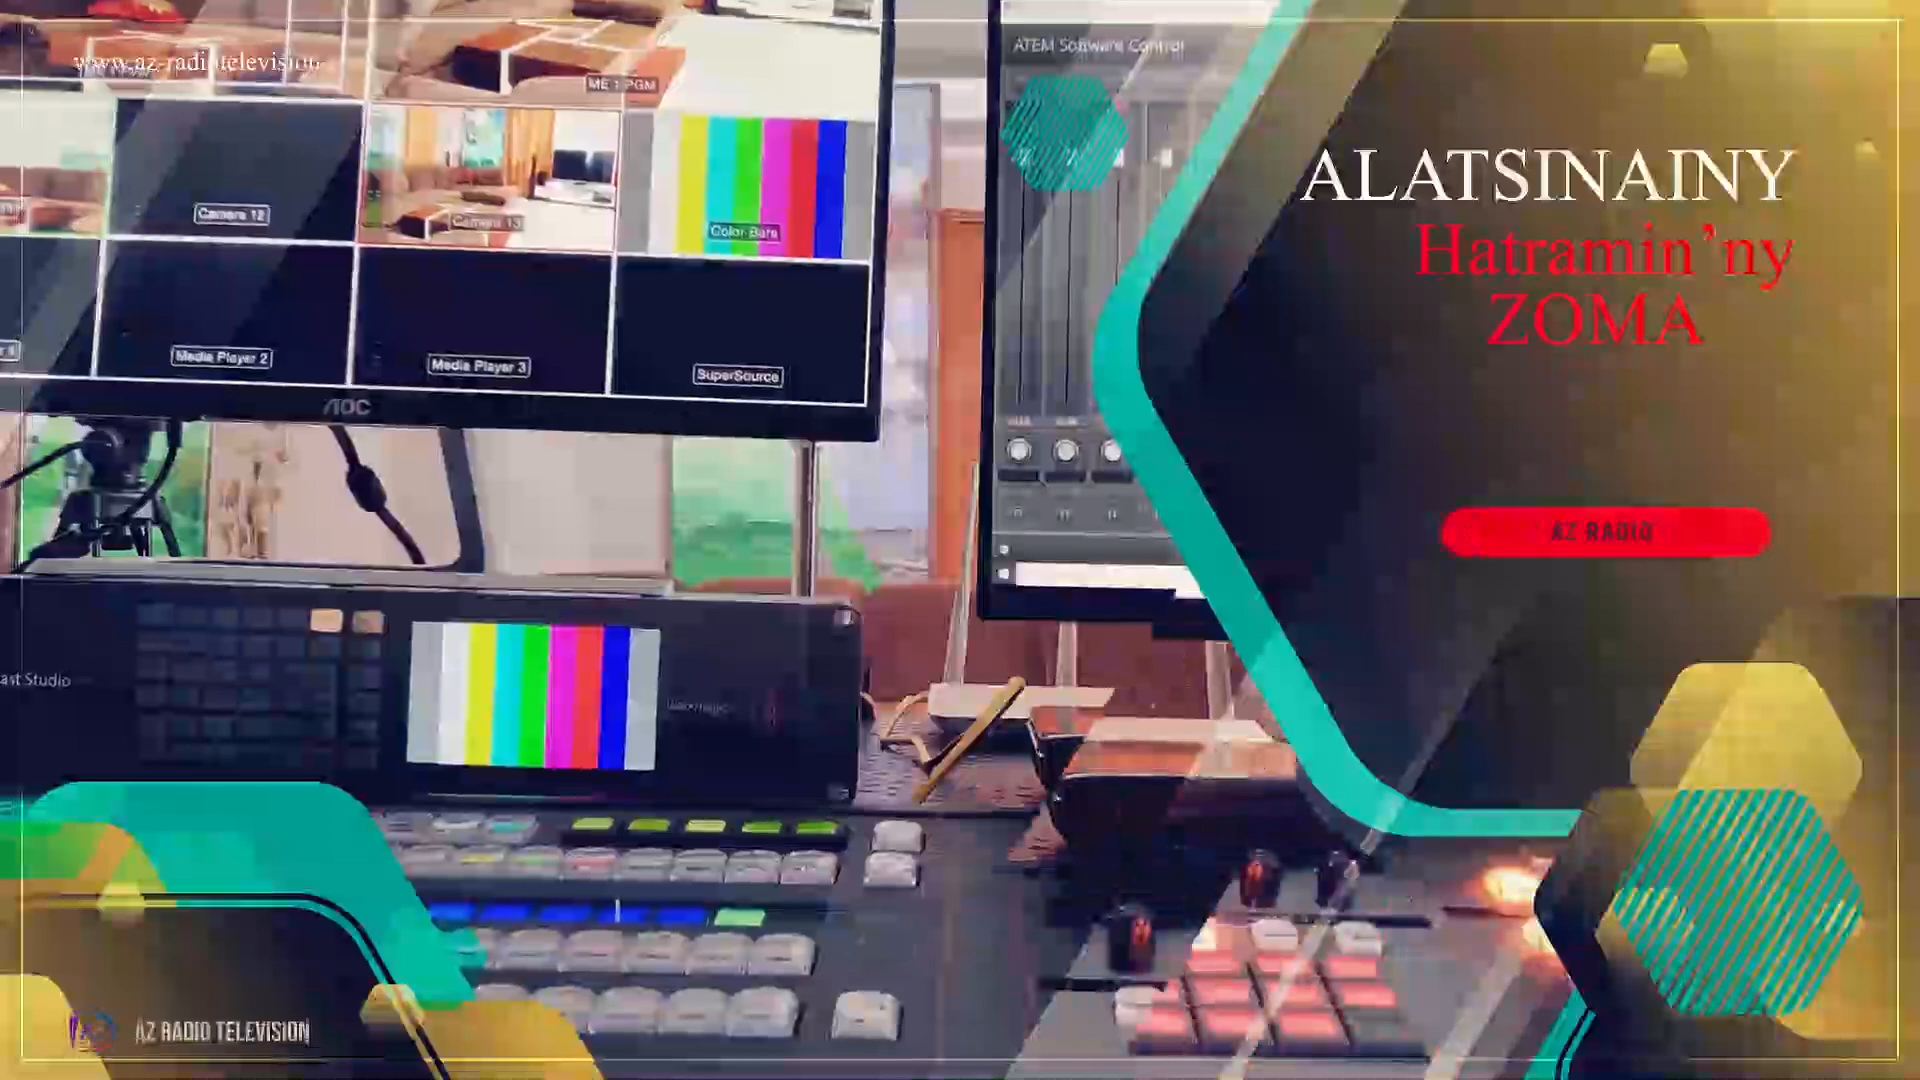 www.az-radiotelevision
ATEM Software Control
ME 1 PGM
Camera 12
Camera 13
Color Bars
Media Player 2
Media Player 3
SuperSource
AOC
ALATSINAINY
Hatramin’ny
ZOMA
AZ RADIO
ast Studio
AZ RADIO TELEVISION